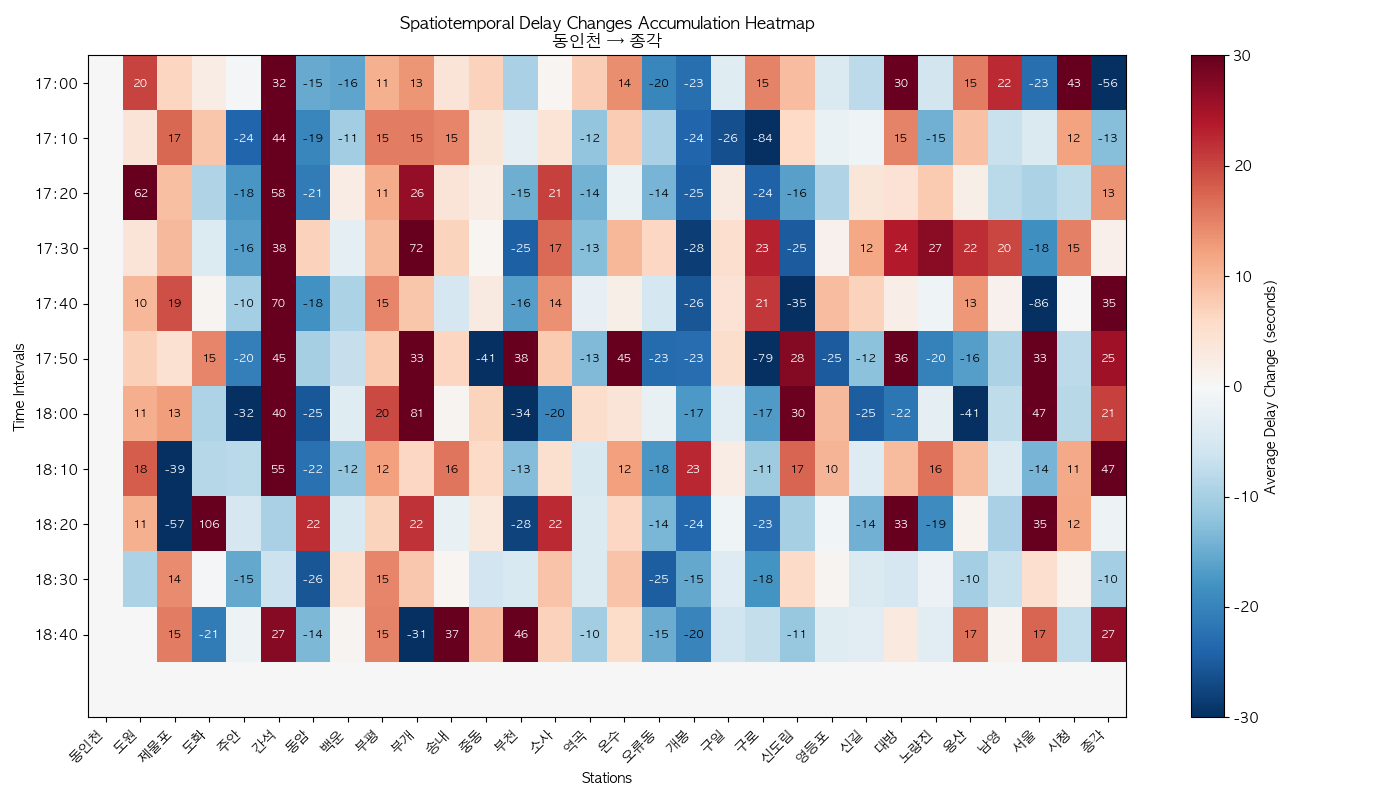 Spatiotemporal Delay Changes Accumulation Heatmap
동인천 → 종각
17:00 20 32 -15 -16 11 13 14 -20 -23 15 30 15 22 -23 43 -56
17:10 17 -24 44 -19 -11 15 15 15 -12 -24 -26 -84 15 -15 12 -13
17:20 62 -18 58 -21 11 26 -15 21 -14 -14 -25 -24 -16 13
17:30 -16 38 72 -25 17 -13 -28 23 -25 12 24 27 22 20 -18 15
17:40 10 19 -10 70 -18 15 -16 14 -26 21 -35 13 -86 35
17:50 15 -20 45 33 -41 38 -13 45 -23 -23 -79 28 -25 -12 36 -20 -16 33 25
18:00 11 13 -32 40 -25 20 81 -34 -20 -17 -17 30 -25 -22 -41 47 21
18:10 18 -39 55 -22 -12 12 16 -13 12 -18 23 -11 17 10 16 -14 11 47
18:20 11 -57 106 22 22 -28 22 -14 -24 -23 -14 33 -19 35 12
18:30 14 -15 -26 15 -25 -15 -18 -10 -10
18:40 15 -21 27 -14 15 -31 37 46 -10 -15 -20 -11 17 17 27
Time Intervals
동인천 도원 제물포 도화 주안 간석 동암 백운 부평 부개 송내 중동 부천 소사 역곡 온수 오류동 개봉 구일 구로 신도림 영등포 신길 대방 노량진 용산 남영 서울 시청 종각
Stations
30
20
10
0
-10
-20
-30
Average Delay Change (seconds)